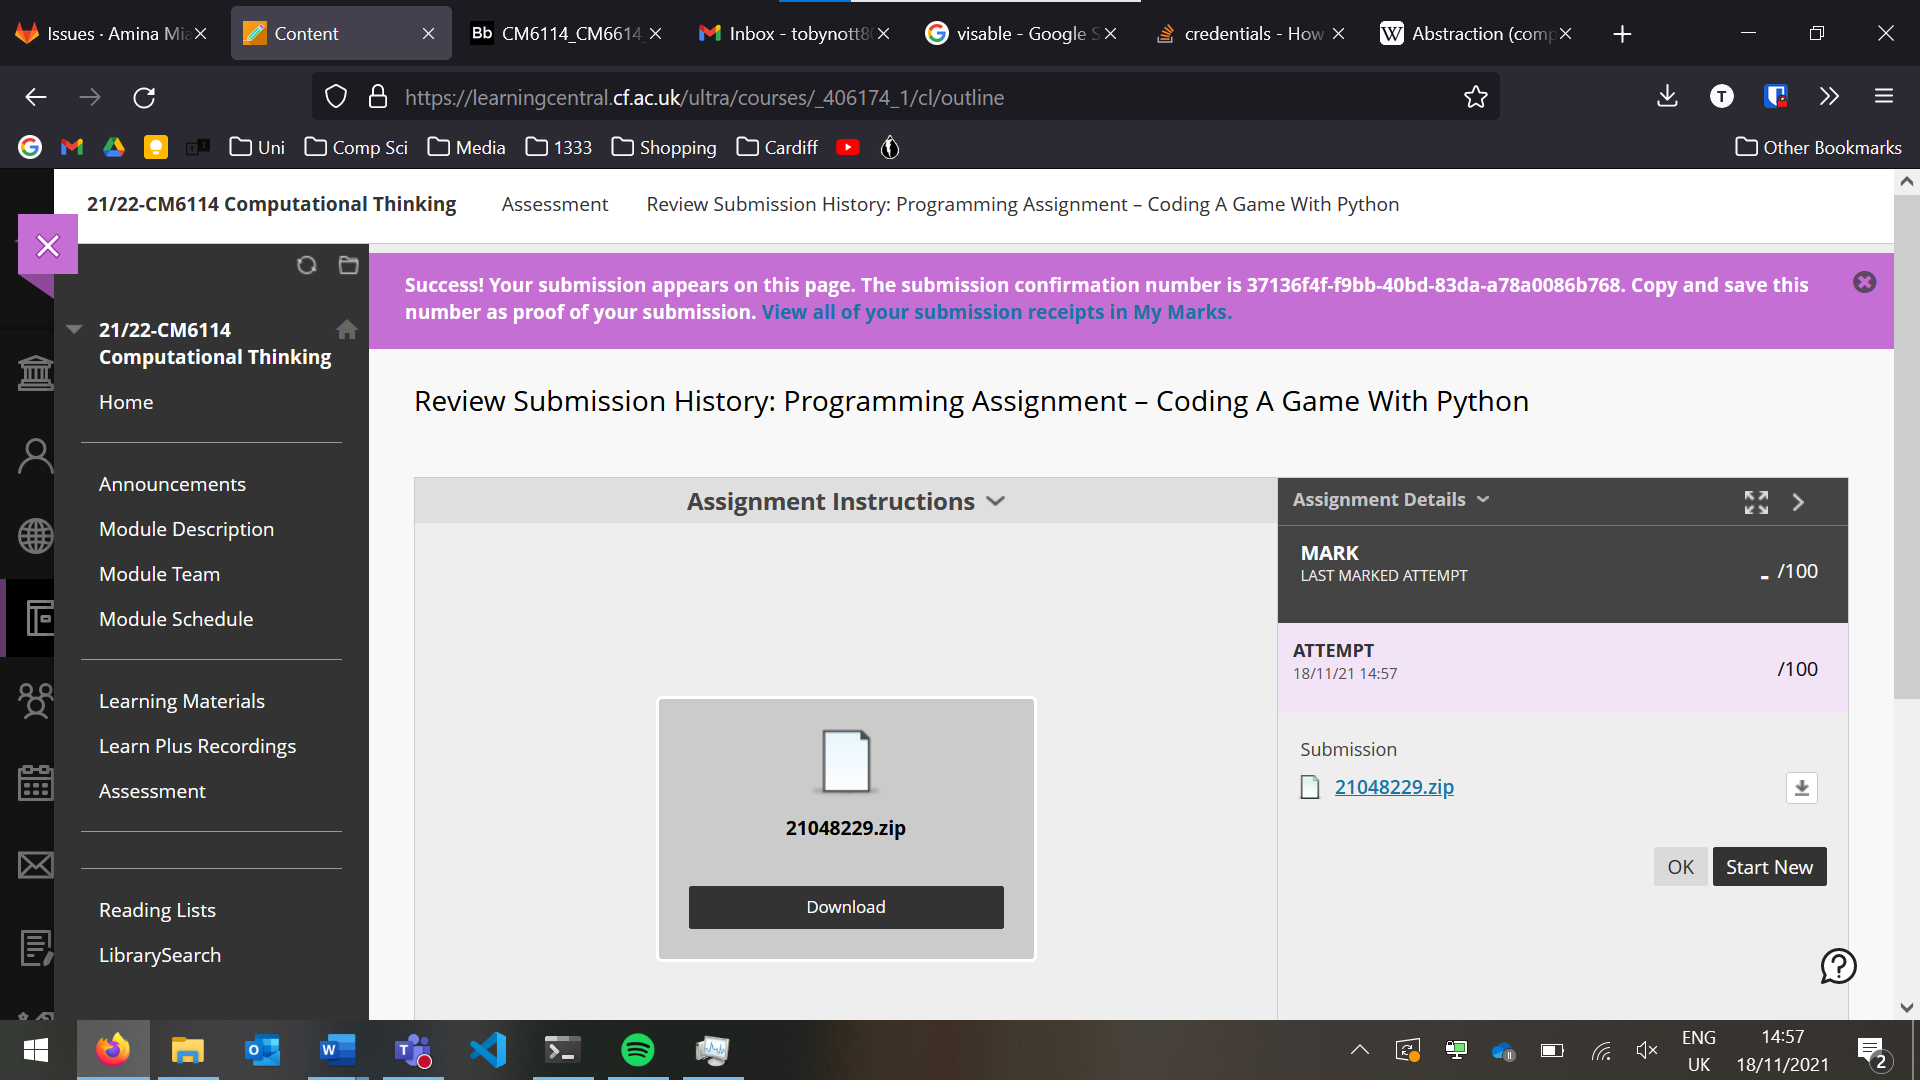 Issues · Amina Mia
Content
CM6114_CM6614_
Inbox - tobynott8
visable - Google S
credentials - How
Abstraction (comp
https://learningcentral.cf.ac.uk/ultra/courses/_406174_1/cl/outline
Uni
Comp Sci
Media
1333
Shopping
Cardiff
Other Bookmarks
21/22-CM6114 Computational Thinking
Assessment
Review Submission History: Programming Assignment – Coding A Game With Python
Success! Your submission appears on this page. The submission confirmation number is 37136f4f-f9bb-40bd-83da-a78a0086b768. Copy and save this
number as proof of your submission. View all of your submission receipts in My Marks.
21/22-CM6114
Computational Thinking
Home
Announcements
Module Description
Module Team
Module Schedule
Learning Materials
Learn Plus Recordings
Assessment
Reading Lists
LibrarySearch
Review Submission History: Programming Assignment – Coding A Game With Python
Assignment Instructions
21048229.zip
Download
Assignment Details
MARK
LAST MARKED ATTEMPT
- /100
ATTEMPT
18/11/21 14:57
/100
Submission
21048229.zip
OK
Start New
ENG
UK
14:57
18/11/2021
2